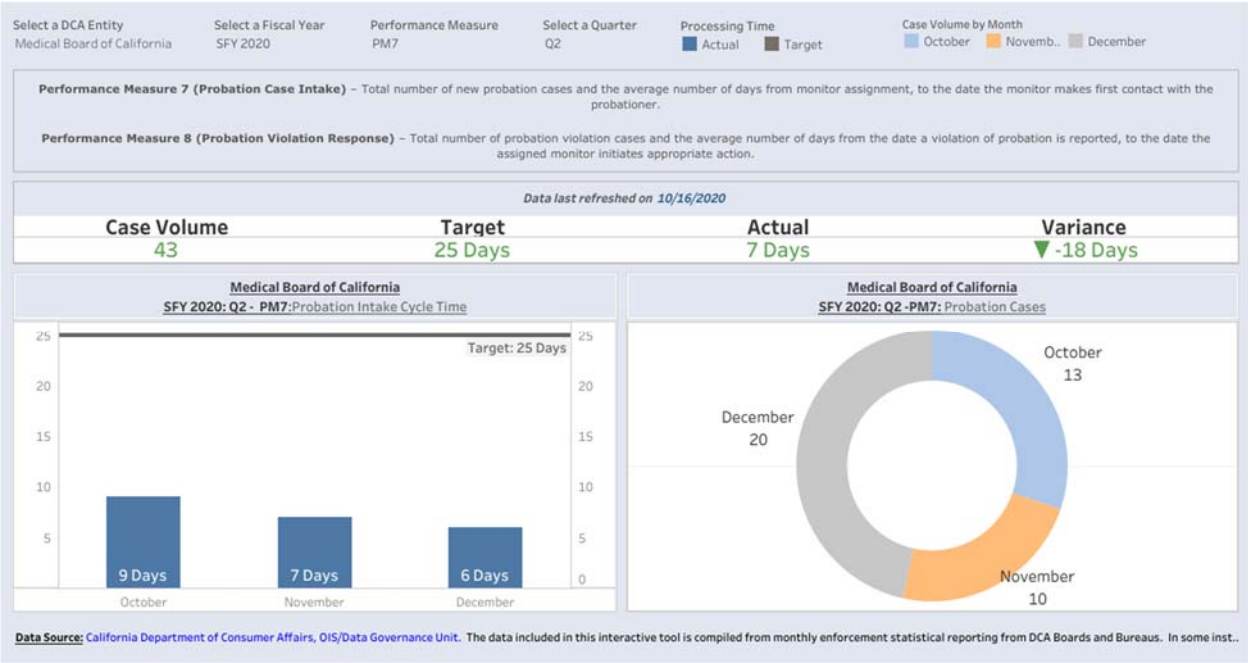 Select a DCA Entity
Medical Board of California
Select a Fiscal Year
SFY 2020
Performance Measure
PM7
Select a Quarter
Q2
Processing Time
Actual Target
Case Volume by Month
October Novemb.. December
Performance Measure 7 (Probation Case Intake) – Total number of new probation cases and the average number of days from monitor assignment, to the date the monitor makes first contact with the
probationer.
Performance Measure 8 (Probation Violation Response) – Total number of probation violation cases and the average number of days from the date a violation of probation is reported, to the date the
assigned monitor initiates appropriate action.
Data last refreshed on 10/16/2020
Case Volume Target Actual Variance
43 25 Days 7 Days ▼ -18 Days
Medical Board of California
SFY 2020: Q2 - PM7:Probation Intake Cycle Time
25 25
Target: 25 Days
20 20
15 15
10 10
5 5
9 Days 7 Days 6 Days 0
October November December
Medical Board of California
SFY 2020: Q2 -PM7: Probation Cases
October
13
December
20
November
10
Data Source: California Department of Consumer Affairs, OIS/Data Governance Unit. The data included in this interactive tool is compiled from monthly enforcement statistical reporting from DCA Boards and Bureaus. In some inst..